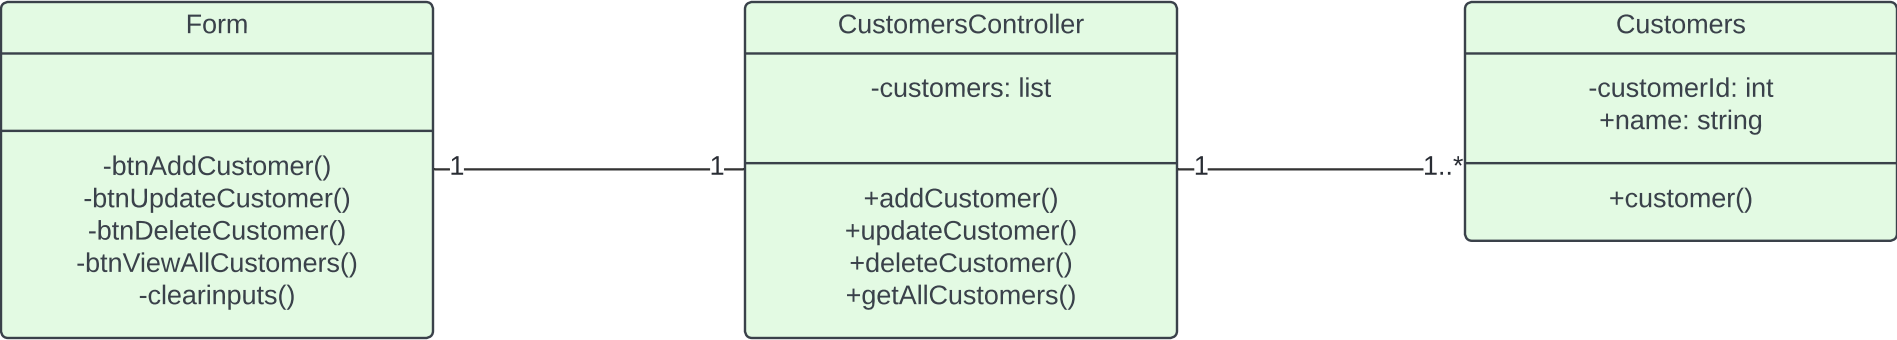 Form
-btnAddCustomer()
-btnUpdateCustomer()
-btnDeleteCustomer()
-btnViewAllCustomers()
-clearinputs()
1
1
CustomersController
-customers: list
+addCustomer()
+updateCustomer()
+deleteCustomer()
+getAllCustomers()
1
1..*
Customers
-customerId: int
+name: string
+customer()